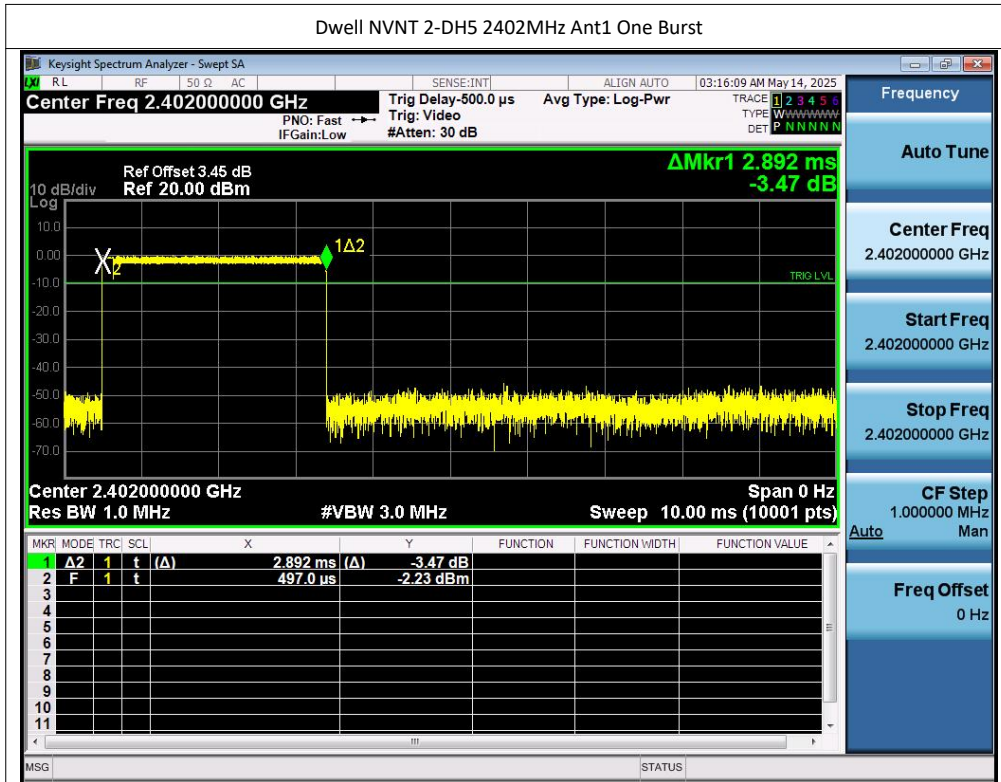 Dwell NVNT 2-DH5 2402MHz Ant1 One Burst
Keysight Spectrum Analyzer - Swept SA
LXI RL RF 50 Ω AC SENSE:INT ALIGN AUTO 03:16:09 AM May 14, 2025
Center Freq 2.402000000 GHz Trig Delay-500.0 µs Avg Type: Log-Pwr TRACE 1 2 3 4 5 6
PNO: Fast Trig: Video TYPE WWWWWW
IFGain:Low #Atten: 30 dB DET P N N N N N
ΔMkr1 2.892 ms
-3.47 dB
Ref Offset 3.45 dB
10 dB/div Ref 20.00 dBm
Log
10.0
0.00
-10.0
-20.0
-30.0
-40.0
-50.0
-60.0
-70.0
1Δ2
2
TRIG LVL
Center 2.402000000 GHz Span 0 Hz
Res BW 1.0 MHz #VBW 3.0 MHz Sweep 10.00 ms (10001 pts)
MKR MODE TRC SCL X Y FUNCTION FUNCTION WIDTH FUNCTION VALUE
1 Δ2 1 t (Δ) 2.892 ms (Δ) -3.47 dB
2 F 1 t 497.0 µs -2.23 dBm
3
4
5
6
7
8
9
10
11
MSG STATUS
Frequency
Auto Tune
Center Freq
2.402000000 GHz
Start Freq
2.402000000 GHz
Stop Freq
2.402000000 GHz
CF Step
1.000000 MHz
Auto Man
Freq Offset
0 Hz